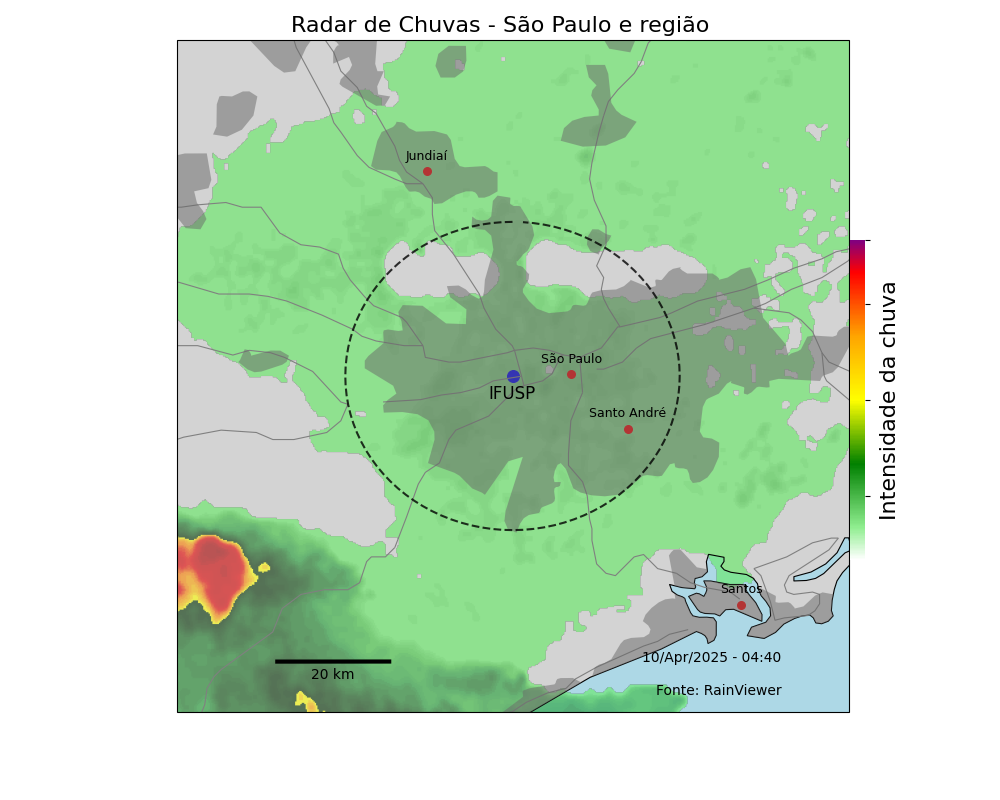 Radar de Chuvas - São Paulo e região
Jundiaí
São Paulo
IFUSP
Santo André
Intensidade da chuva
Santos
10/Apr/2025 - 04:40
20 km
Fonte: RainViewer